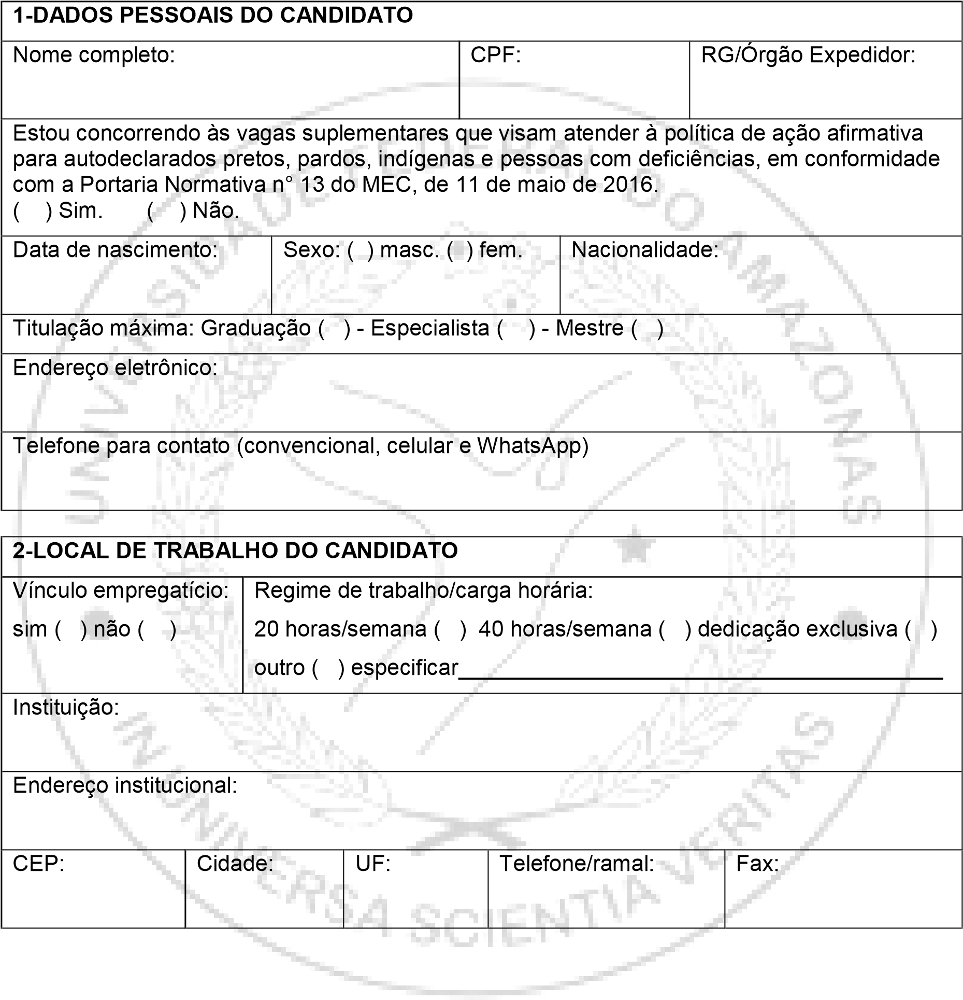 1-DADOS PESSOAIS DO CANDIDATO
Nome completo: CPF: RG/Órgão Expedidor:
Estou concorrendo às vagas suplementares que visam atender à política de ação afirmativa
para autodeclarados pretos, pardos, indígenas e pessoas com deficiências, em conformidade
com a Portaria Normativa n° 13 do MEC, de 11 de maio de 2016.
( ) Sim. ( ) Não.
Data de nascimento: Sexo: ( ) masc. ( ) fem. Nacionalidade:
Titulação máxima: Graduação ( ) - Especialista ( ) - Mestre ( )
Endereço eletrônico:
Telefone para contato (convencional, celular e WhatsApp)
2-LOCAL DE TRABALHO DO CANDIDATO
Vínculo empregatício:
sim ( ) não ( )
Regime de trabalho/carga horária:
20 horas/semana ( ) 40 horas/semana ( ) dedicação exclusiva ( )
outro ( ) especificar
Instituição:
Endereço institucional:
CEP: Cidade: UF: Telefone/ramal: Fax:
UNIVERSIDADE FEDERAL DO AMAZONAS
IN UNIVERSA SCIENTIA VERITAS